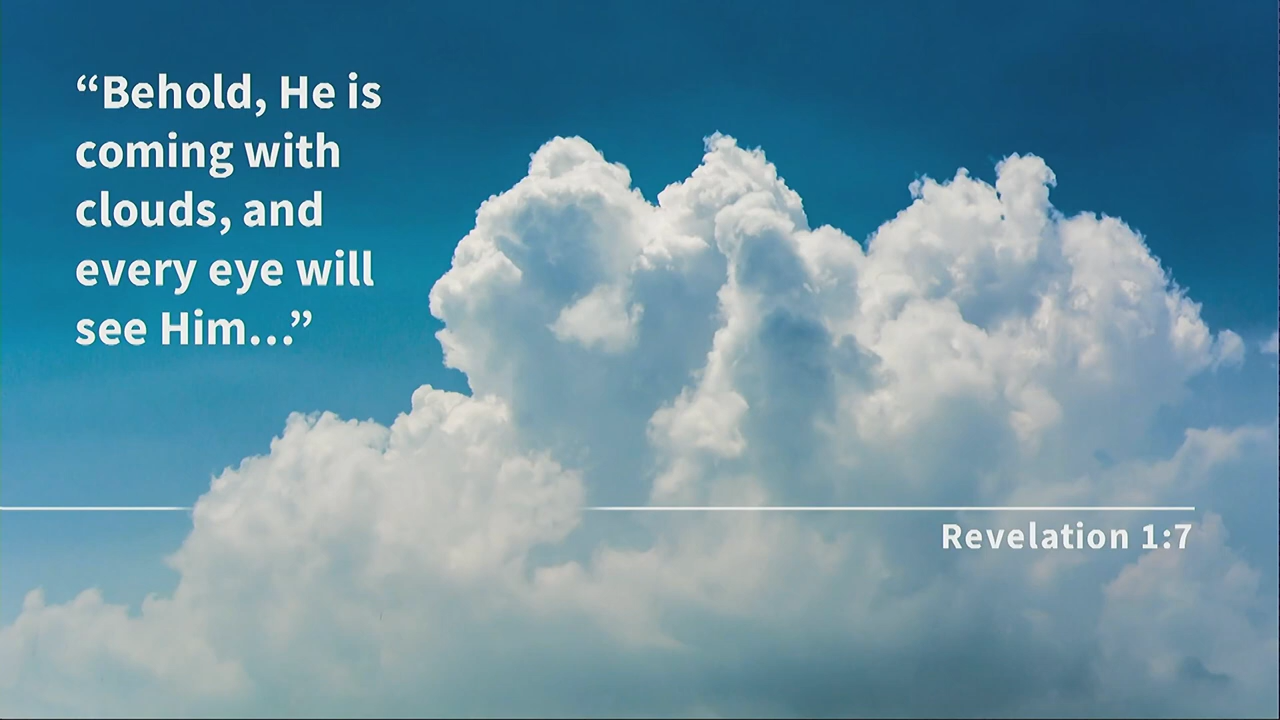 “Behold, He is
coming with
clouds, and
every eye will
see Him...”
Revelation 1:7